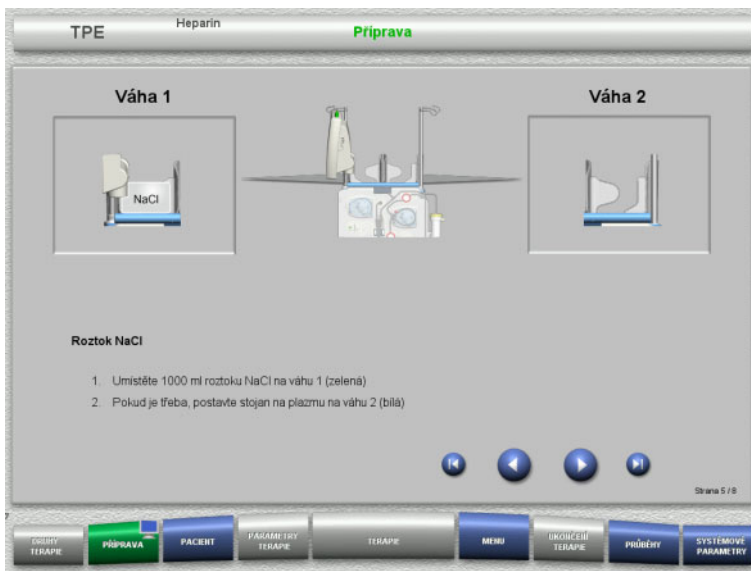 TPE
Heparin
Příprava
Váha 1
Váha 2
NaCl
Roztok NaCl
1. Umístěte 1000 ml roztoku NaCl na váhu 1 (zelená)
2. Pokud je třeba, postavte stojan na plazmu na váhu 2 (bílá)
Strana 5 / 8
DRUHY
TERAPIE
PŘÍPRAVA
PACIENT
PARAMETRY
TERAPIE
TERAPIE
MENU
UKONČENÍ
TERAPIE
PRŮBĚHY
SYSTÉMOVÉ
PARAMETRY